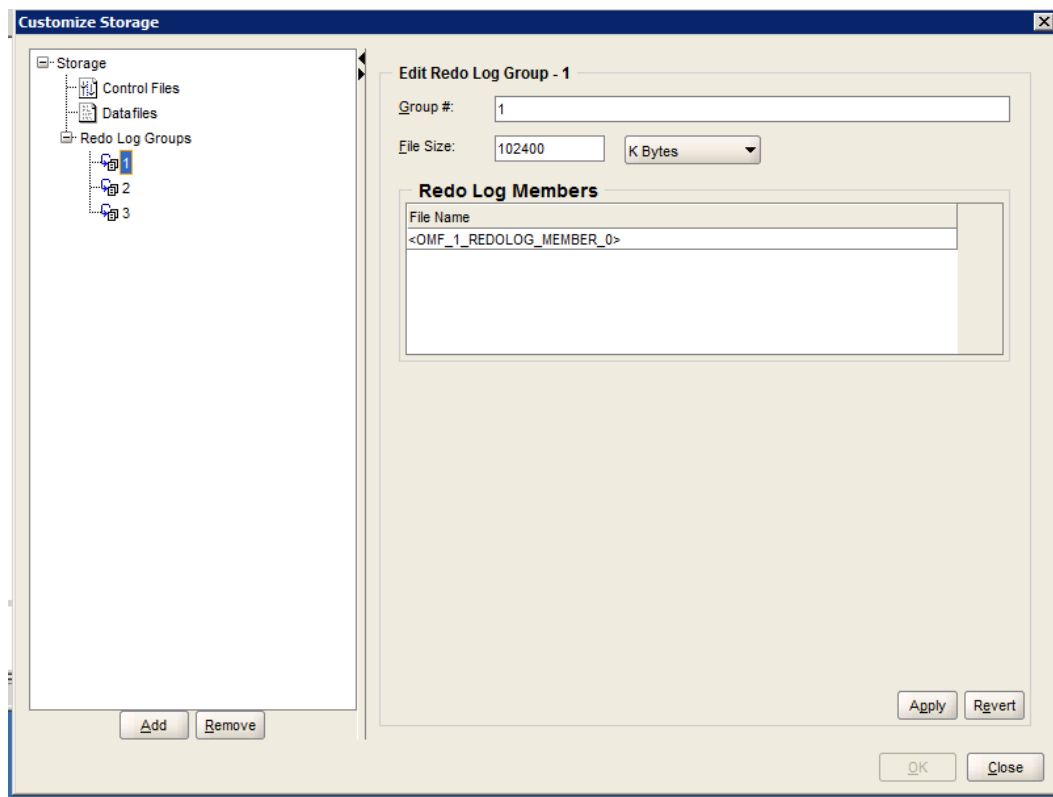 Customize Storage
Storage
Control Files
Datafiles
Redo Log Groups
1
2
3
Add Remove
Edit Redo Log Group - 1
Group #: 1
File Size: 102400 K Bytes
Redo Log Members
File Name
<OMF_1_REDOLOG_MEMBER_0>
Apply Revert
OK Close